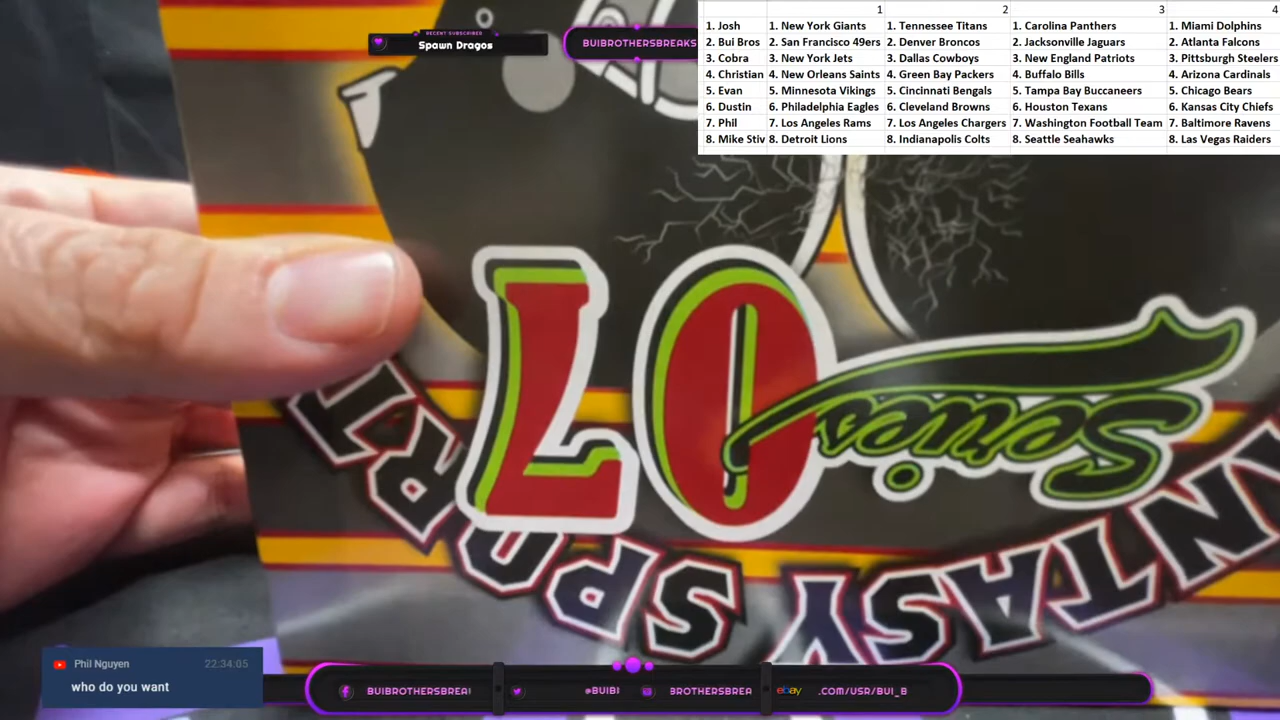 1 2 3 4
1. Josh 1. New York Giants 1. Tennessee Titans 1. Carolina Panthers 1. Miami Dolphins
2. Bui Bros 2. San Francisco 49ers 2. Denver Broncos 2. Jacksonville Jaguars 2. Atlanta Falcons
3. Cobra 3. New York Jets 3. Dallas Cowboys 3. New England Patriots 3. Pittsburgh Steelers
4. Christian 4. New Orleans Saints 4. Green Bay Packers 4. Buffalo Bills 4. Arizona Cardinals
5. Evan 5. Minnesota Vikings 5. Cincinnati Bengals 5. Tampa Bay Buccaneers 5. Chicago Bears
6. Dustin 6. Philadelphia Eagles 6. Cleveland Browns 6. Houston Texans 6. Kansas City Chiefs
7. Phil 7. Los Angeles Rams 7. Los Angeles Chargers 7. Washington Football Team 7. Baltimore Ravens
8. Mike Stiv 8. Detroit Lions 8. Indianapolis Colts 8. Seattle Seahawks 8. Las Vegas Raiders
RECENT SUBSCRIBER
Spawn Dragos
BUIBROTHERSBREAKS
Series 07
NTASY SPORT
Phil Nguyen 22:34:05
who do you want
BUIBROTHERSBREA @BUIBI BROTHERSBREA ebay .COM/USR/BUI_B